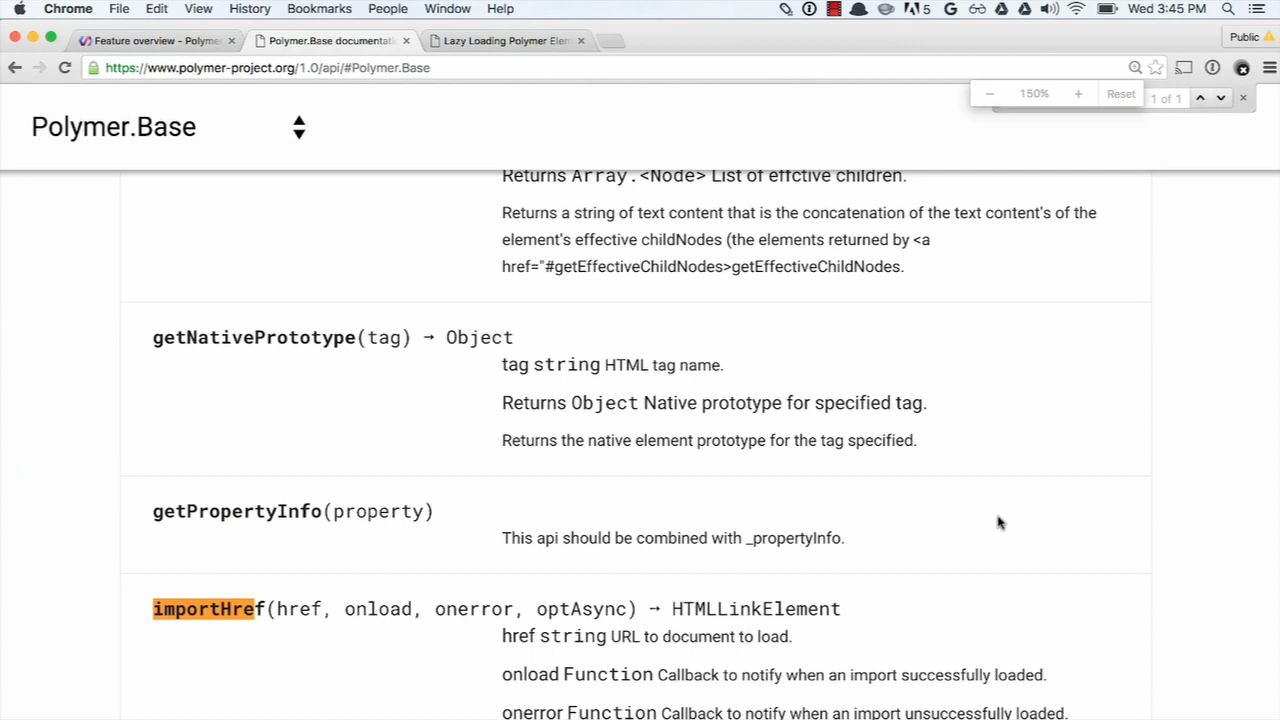 Chrome File Edit View History Bookmarks People Window Help 5 Wed 3:45 PM
Feature overview – Polymer Polymer.Base documentati Lazy Loading Polymer Elem Public
https://www.polymer-project.org/1.0/api/#Polymer.Base
− 150% + Reset 1 of 1
Polymer.Base
Returns Array.<Node> List of effctive children.
Returns a string of text content that is the concatenation of the text content's of the
element's effective childNodes (the elements returned by <a
href="#getEffectiveChildNodes>getEffectiveChildNodes.
getNativePrototype(tag) → Object
tag string HTML tag name.
Returns Object Native prototype for specified tag.
Returns the native element prototype for the tag specified.
getPropertyInfo(property)
This api should be combined with _propertyInfo.
importHref(href, onload, onerror, optAsync) → HTMLLinkElement
href string URL to document to load.
onload Function Callback to notify when an import successfully loaded.
onerror Function Callback to notify when an import unsuccessfully loaded.